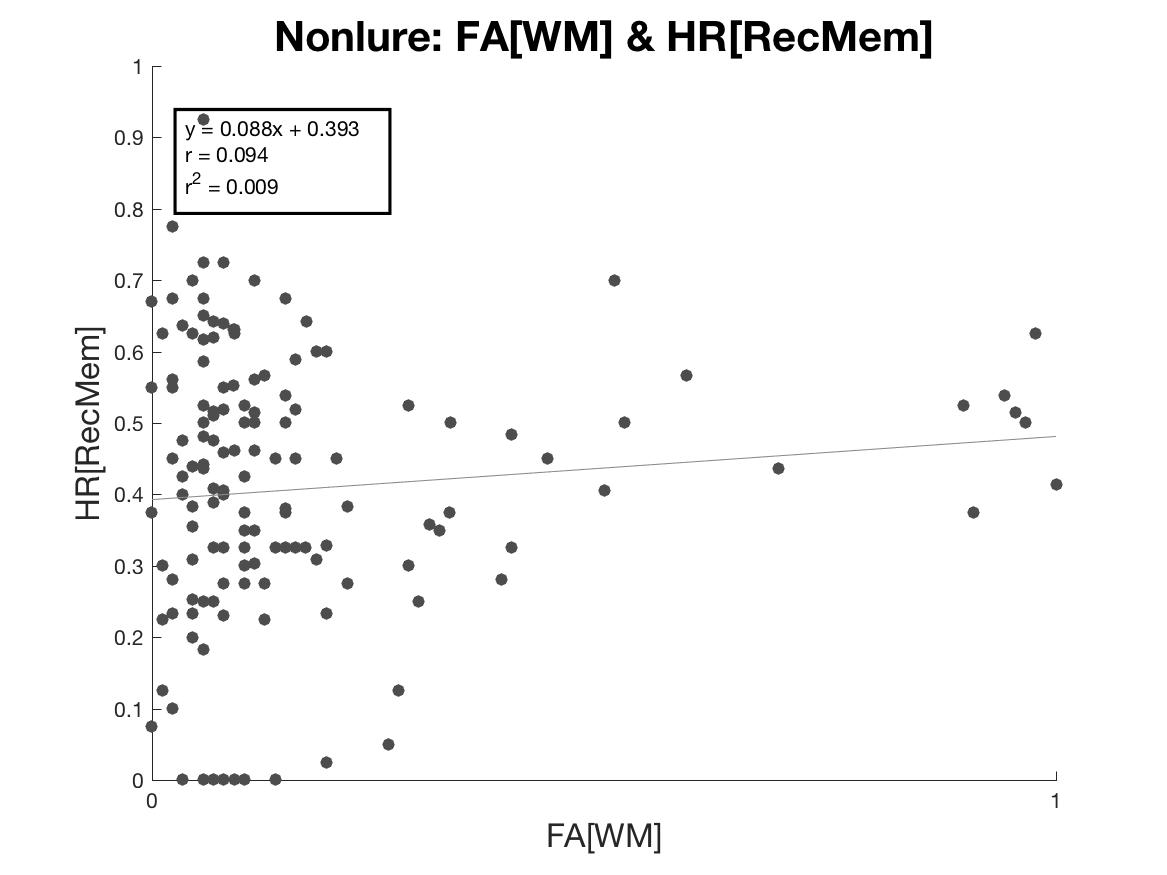 Nonlure: FA[WM] & HR[RecMem]
1
0.9
0.8
0.7
0.6
0.5
0.4
0.3
0.2
0.1
0
y = 0.088x + 0.393
r = 0.094
r² = 0.009
HR[RecMem]
0
1
FA[WM]